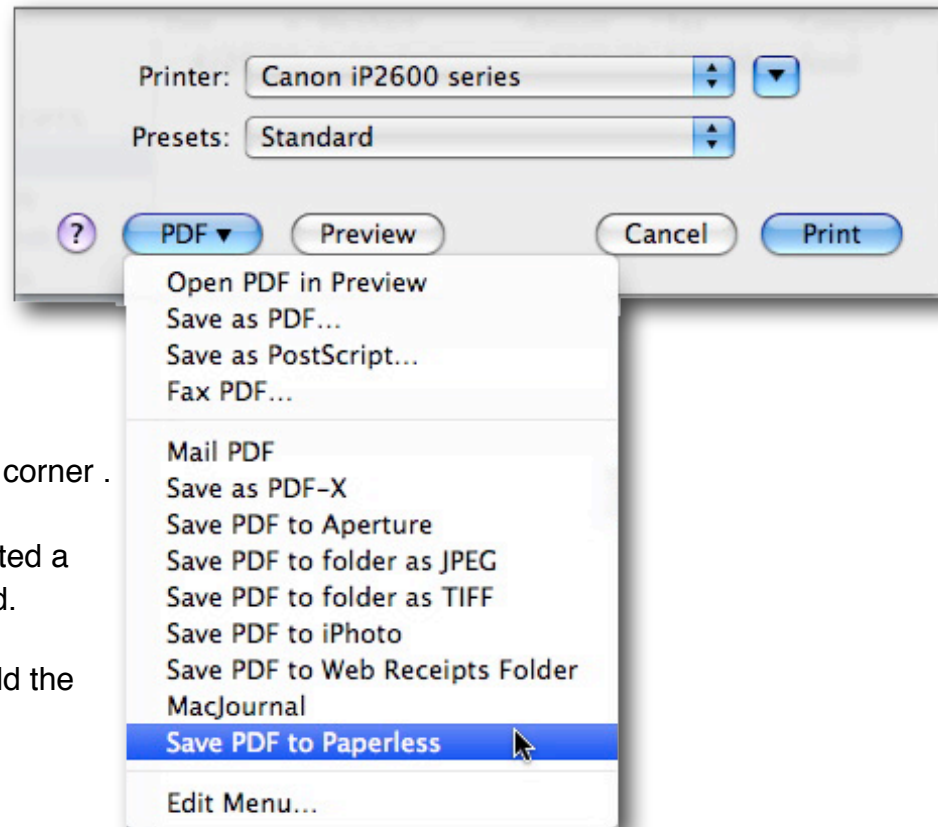 Printer: Canon iP2600 series
Presets: Standard
? PDF Preview Cancel Print
Open PDF in Preview
Save as PDF...
Save as PostScript...
Fax PDF...
Mail PDF
Save as PDF-X
Save PDF to Aperture
Save PDF to folder as JPEG
Save PDF to folder as TIFF
Save PDF to iPhoto
Save PDF to Web Receipts Folder
MacJournal
Save PDF to Paperless
Edit Menu...
corner .
ted a
d.
ld the